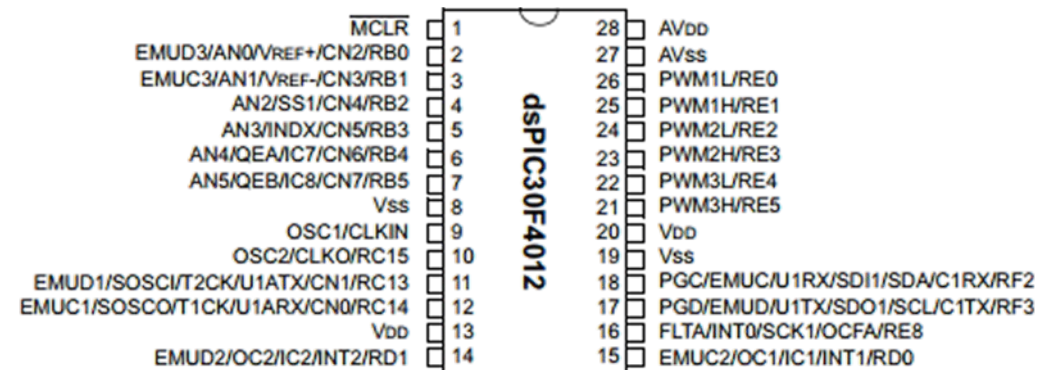 MCLR 1 28 AVDD
EMUD3/AN0/VREF+/CN2/RB0 2 27 AVSS
EMUC3/AN1/VREF-/CN3/RB1 3 26 PWM1L/RE0
AN2/SS1/CN4/RB2 4 25 PWM1H/RE1
AN3/INDX/CN5/RB3 5 24 PWM2L/RE2
AN4/QEA/IC7/CN6/RB4 6 23 PWM2H/RE3
AN5/QEB/IC8/CN7/RB5 7 22 PWM3L/RE4
VSS 8 21 PWM3H/RE5
OSC1/CLKIN 9 20 VDD
OSC2/CLKO/RC15 10 19 VSS
EMUD1/SOSCI/T2CK/U1ATX/CN1/RC13 11 18 PGC/EMUC/U1RX/SDI1/SDA/C1RX/RF2
EMUC1/SOSCO/T1CK/U1ARX/CN0/RC14 12 17 PGD/EMUD/U1TX/SDO1/SCL/C1TX/RF3
VDD 13 16 FLTA/INT0/SCK1/OCFA/RE8
EMUD2/OC2/IC2/INT2/RD1 14 15 EMUC2/OC1/IC1/INT1/RD0
dsPIC30F4012